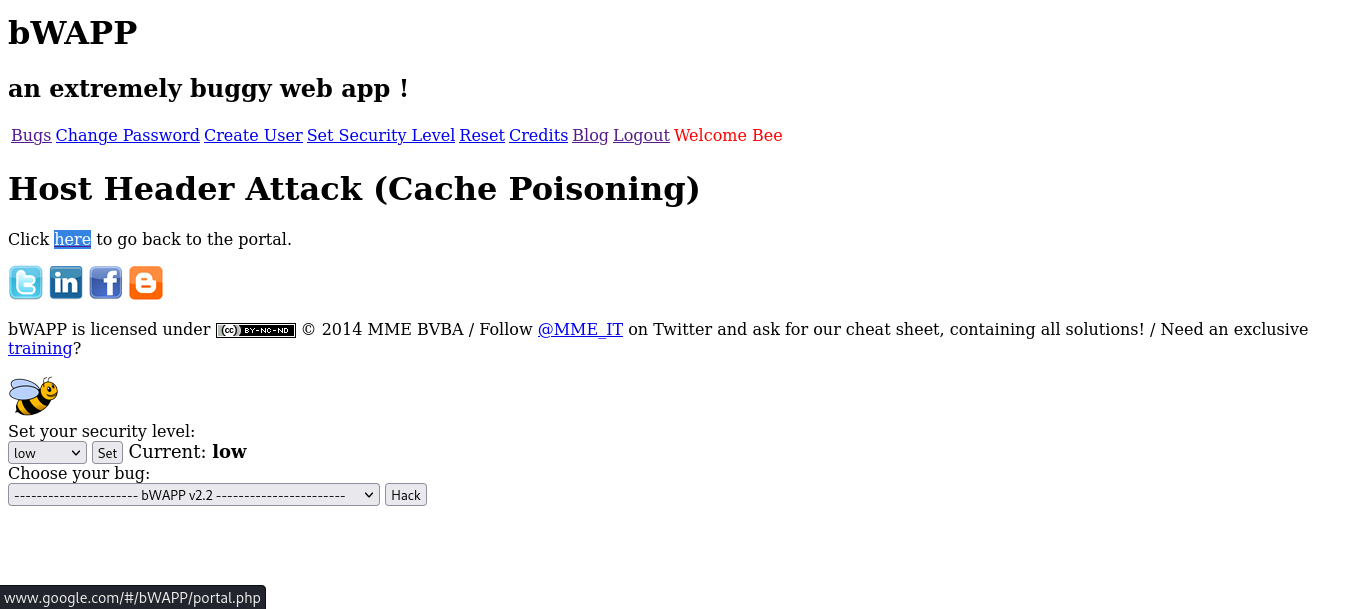 bWAPP
an extremely buggy web app !
Bugs Change Password Create User Set Security Level Reset Credits Blog Logout Welcome Bee
Host Header Attack (Cache Poisoning)
Click here to go back to the portal.
bWAPP is licensed under (cc) BY-NC-ND © 2014 MME BVBA / Follow @MME_IT on Twitter and ask for our cheat sheet, containing all solutions! / Need an exclusive
training?
Set your security level:
low Set Current: low
Choose your bug:
---------------------- bWAPP v2.2 ----------------------- Hack
www.google.com/#/bWAPP/portal.php